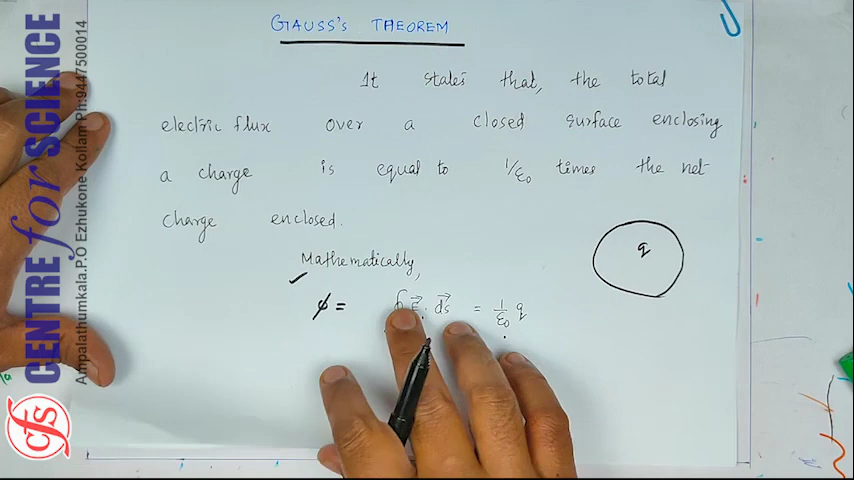 GAUSS'S THEOREM
It states that, the total
electric flux over a closed surface enclosing
a charge is equal to 1/ε₀ times the net
charge enclosed.
q
Mathematically,
φ = ∮ E⃗ . ds⃗ = 1/ε₀ q
CENTRE for SCIENCE
Ampalathumkala.P.O Ezhukone Kollam Ph:9447500014
cfs